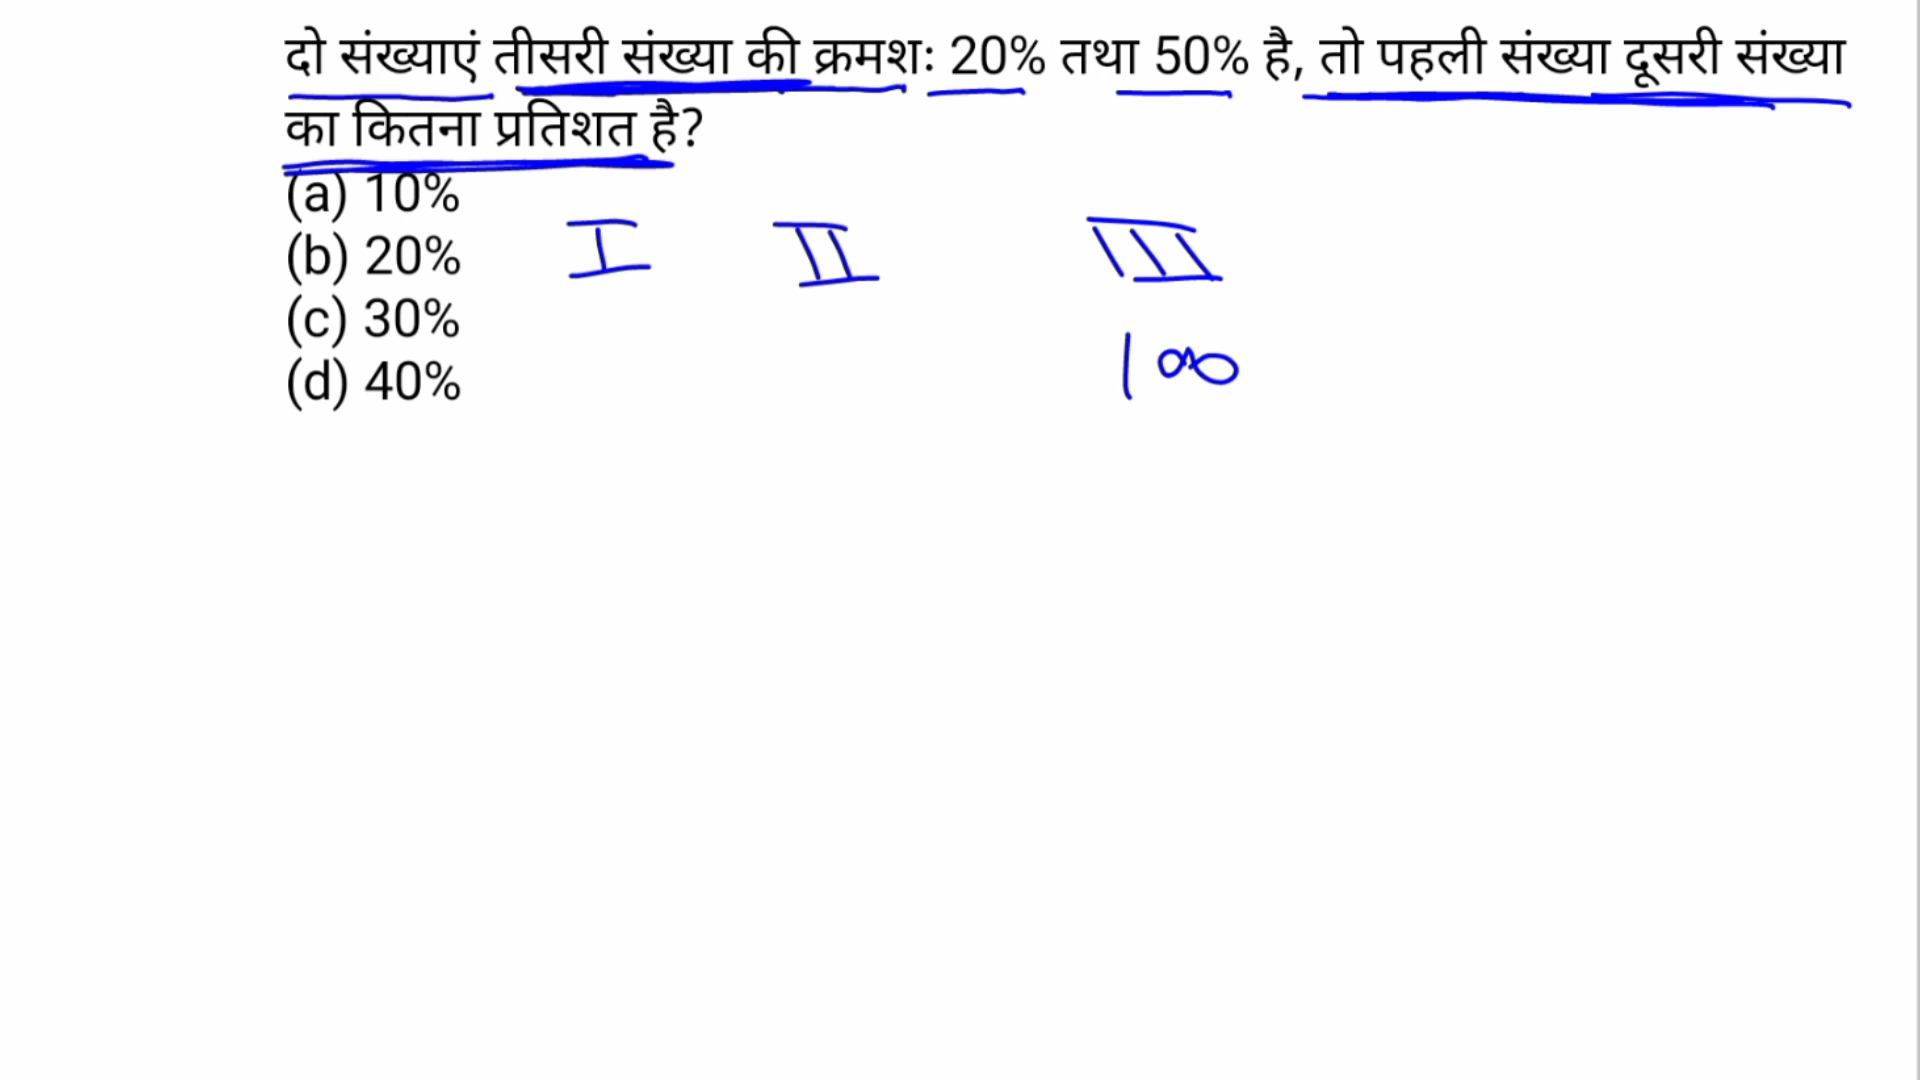 दो संख्याएं तीसरी संख्या की क्रमशः 20% तथा 50% है, तो पहली संख्या दूसरी संख्या
का कितना प्रतिशत है?
(a) 10%
(b) 20%
(c) 30%
(d) 40%
I II III
100